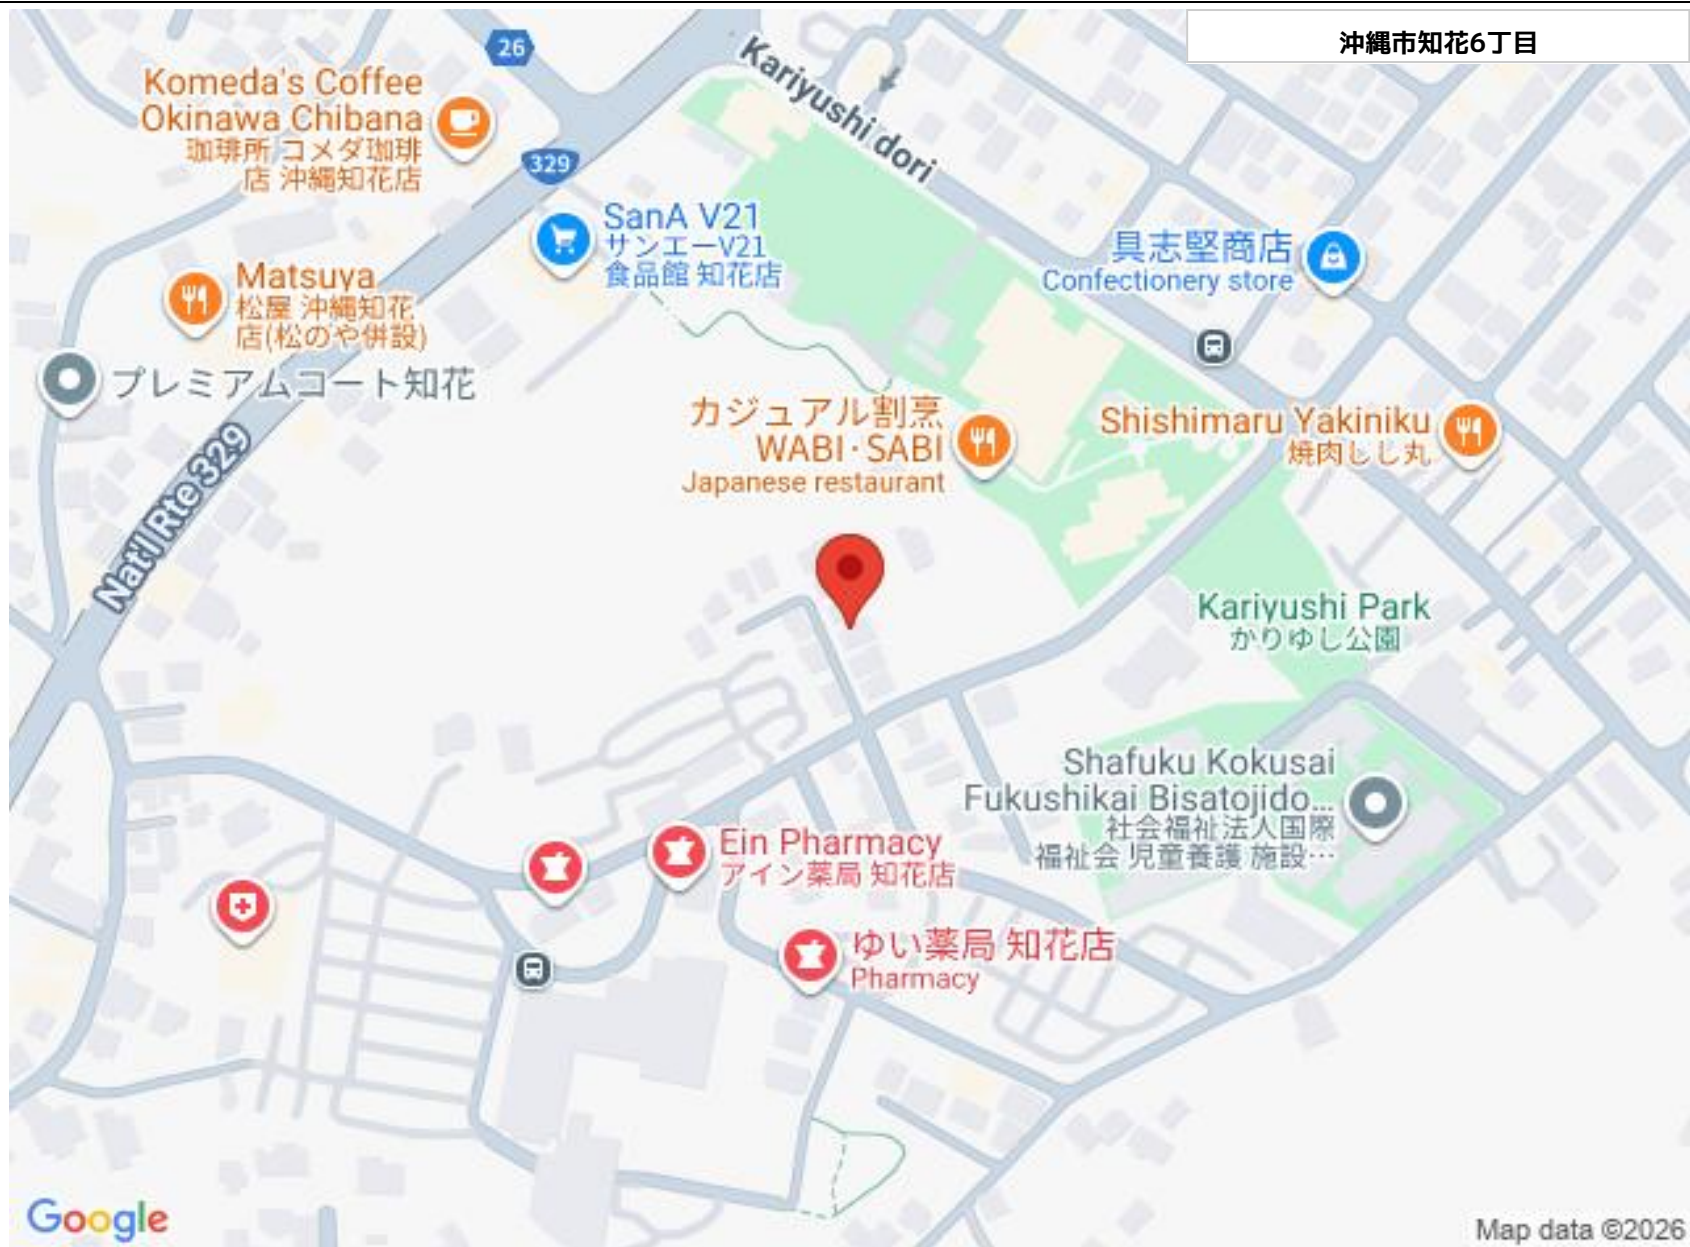 沖縄市知花6丁目
26
Kariyushi dori
Komeda's Coffee
Okinawa Chibana
珈琲所 コメダ珈琲
店 沖縄知花店
329
SanA V21
サンエーV21
食品館 知花店
具志堅商店
Confectionery store
Matsuya
松屋 沖縄知花
店(松のや併設)
プレミアムコート知花
カジュアル割烹
WABI·SABI
Japanese restaurant
Shishimaru Yakiniku
焼肉しし丸
Nat'l Rte 329
Kariyushi Park
かりゆし公園
Shafuku Kokusai
Fukushikai Bisatojido...
社会福祉法人国際
福祉会 児童養護 施設…
Ein Pharmacy
アイン薬局 知花店
ゆい薬局 知花店
Pharmacy
Google
Map data ©2026